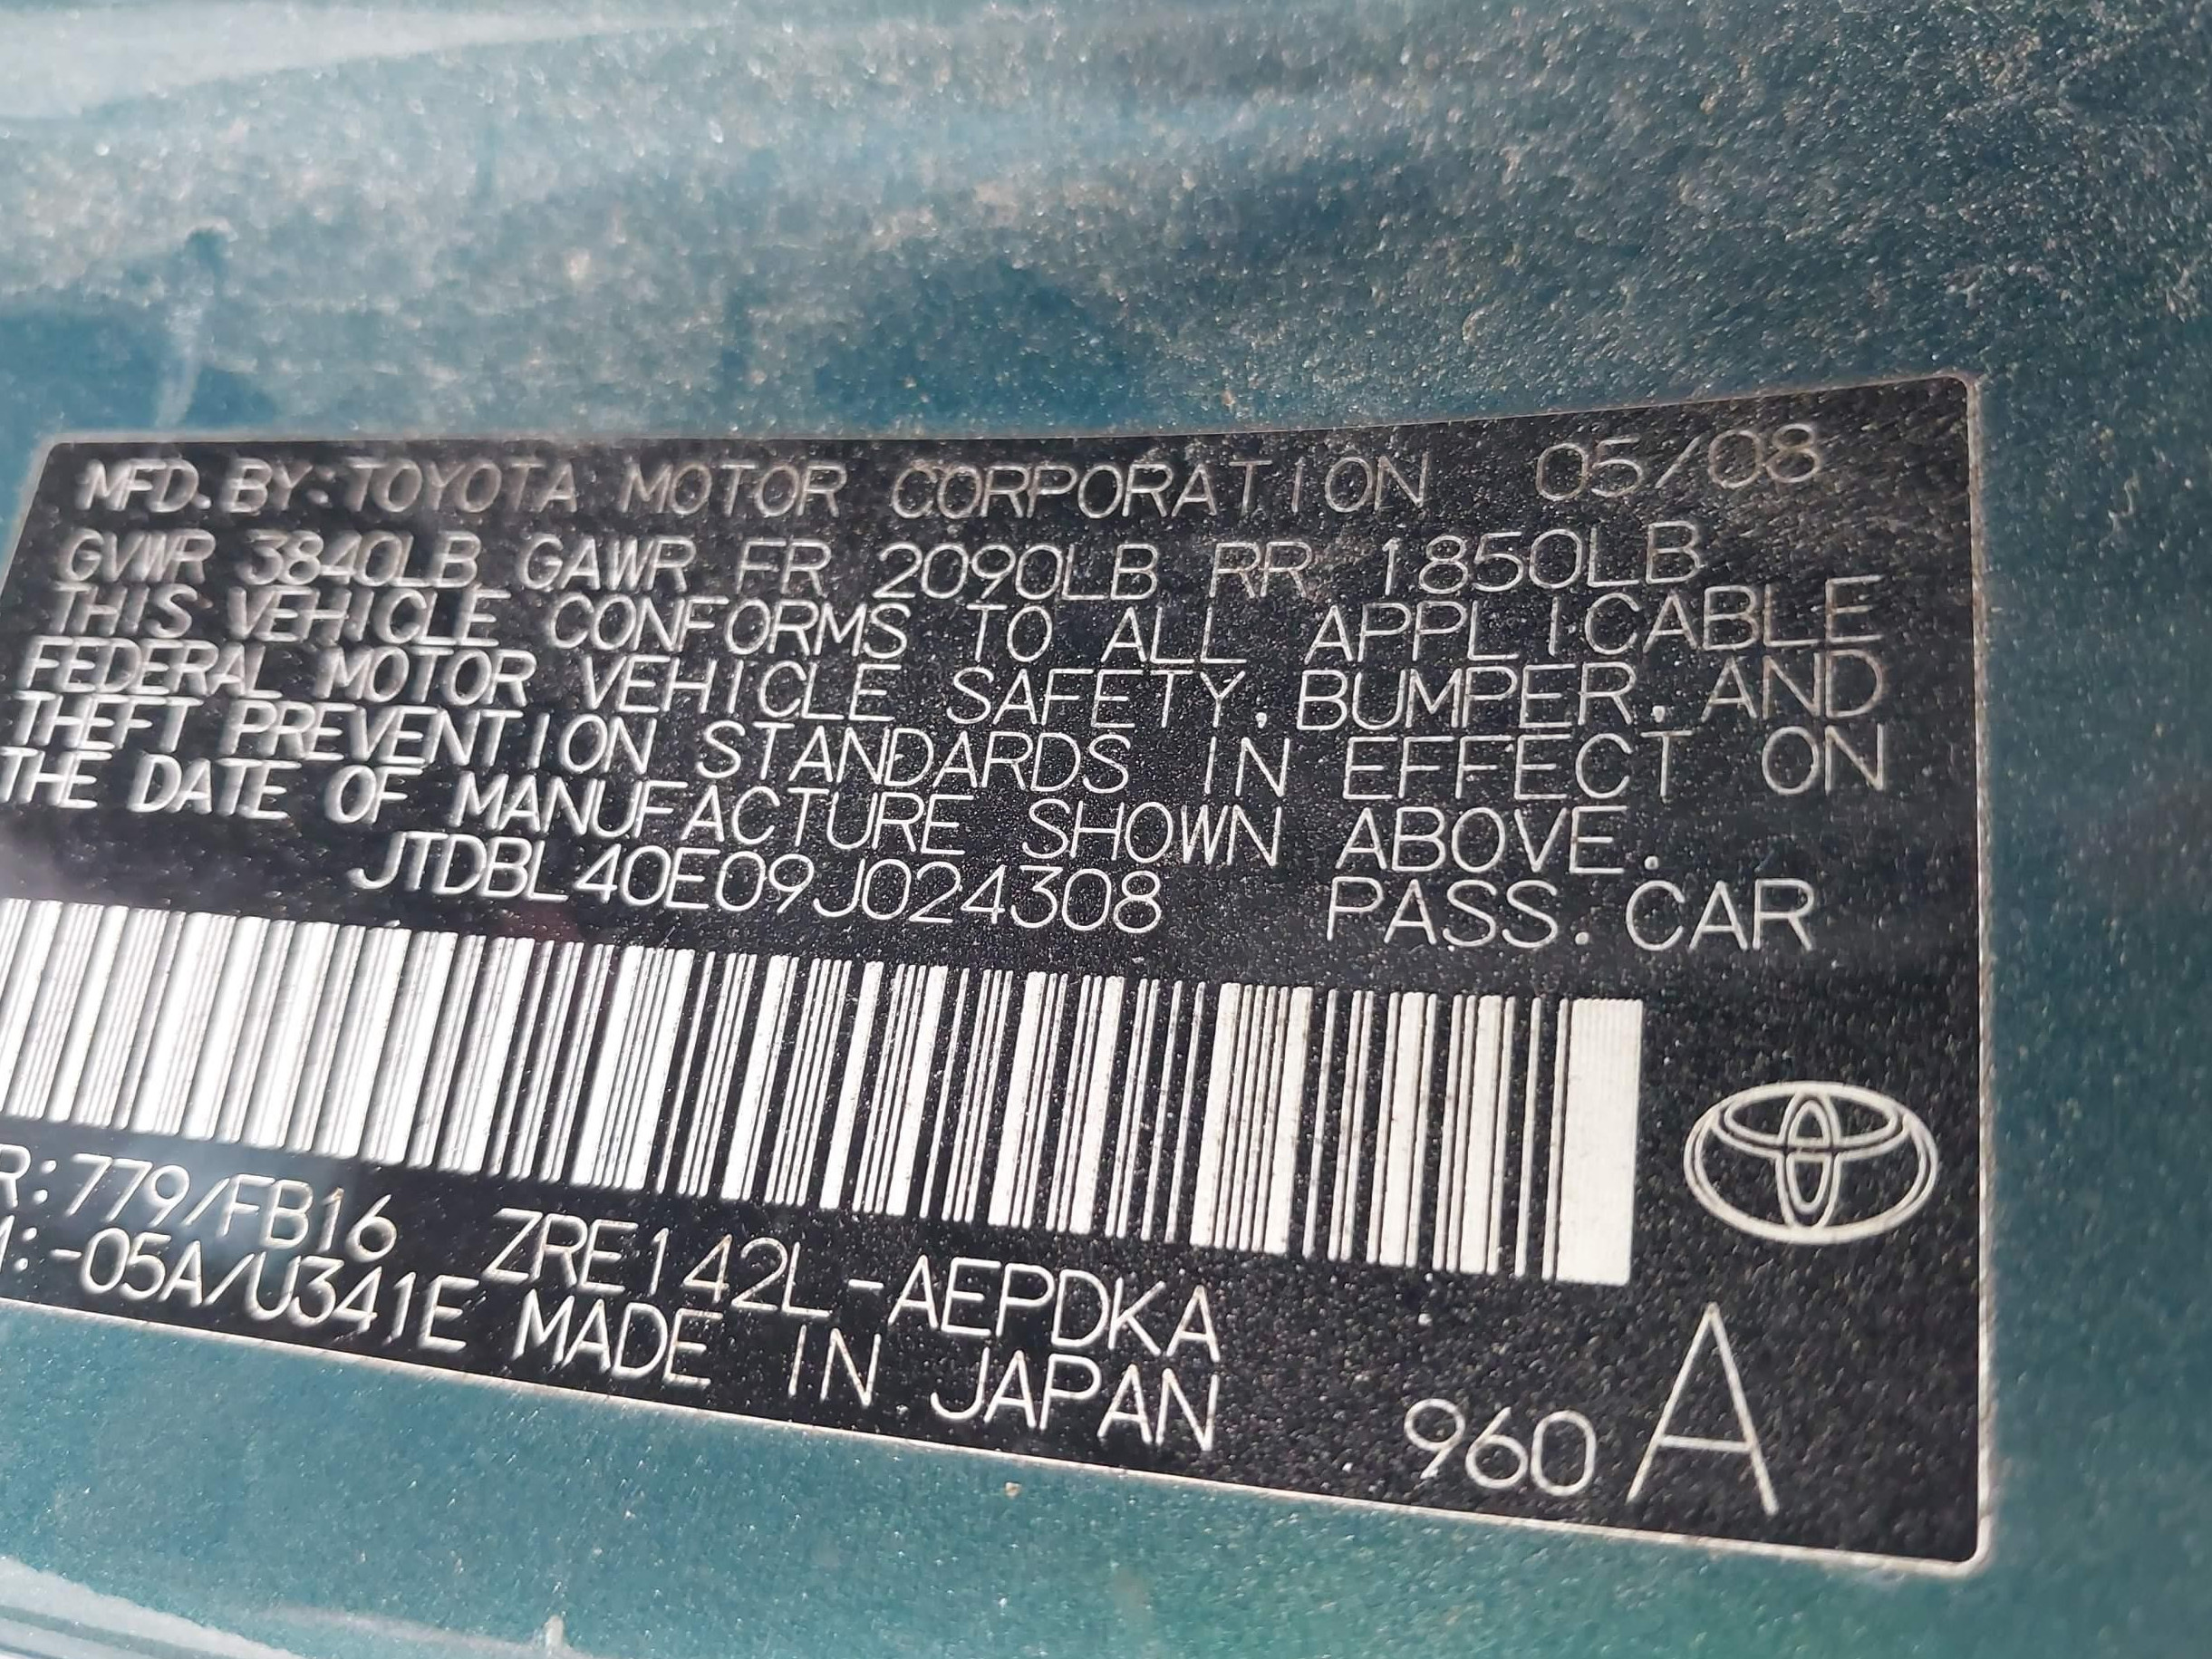 MFD. BY: TOYOTA MOTOR CORPORATION 05/08
GVWR 3840LB GAWR FR 2090LB RR 1850LB
THIS VEHICLE CONFORMS TO ALL APPLICABLE
FEDERAL MOTOR VEHICLE SAFETY, BUMPER, AND
THEFT PREVENTION STANDARDS IN EFFECT ON
THE DATE OF MANUFACTURE SHOWN ABOVE.
JTDBL40E09J024308 PASS. CAR
R:779/FB16 ZRE142L-AEPDKA
:-05A/U341E MADE IN JAPAN
960 A